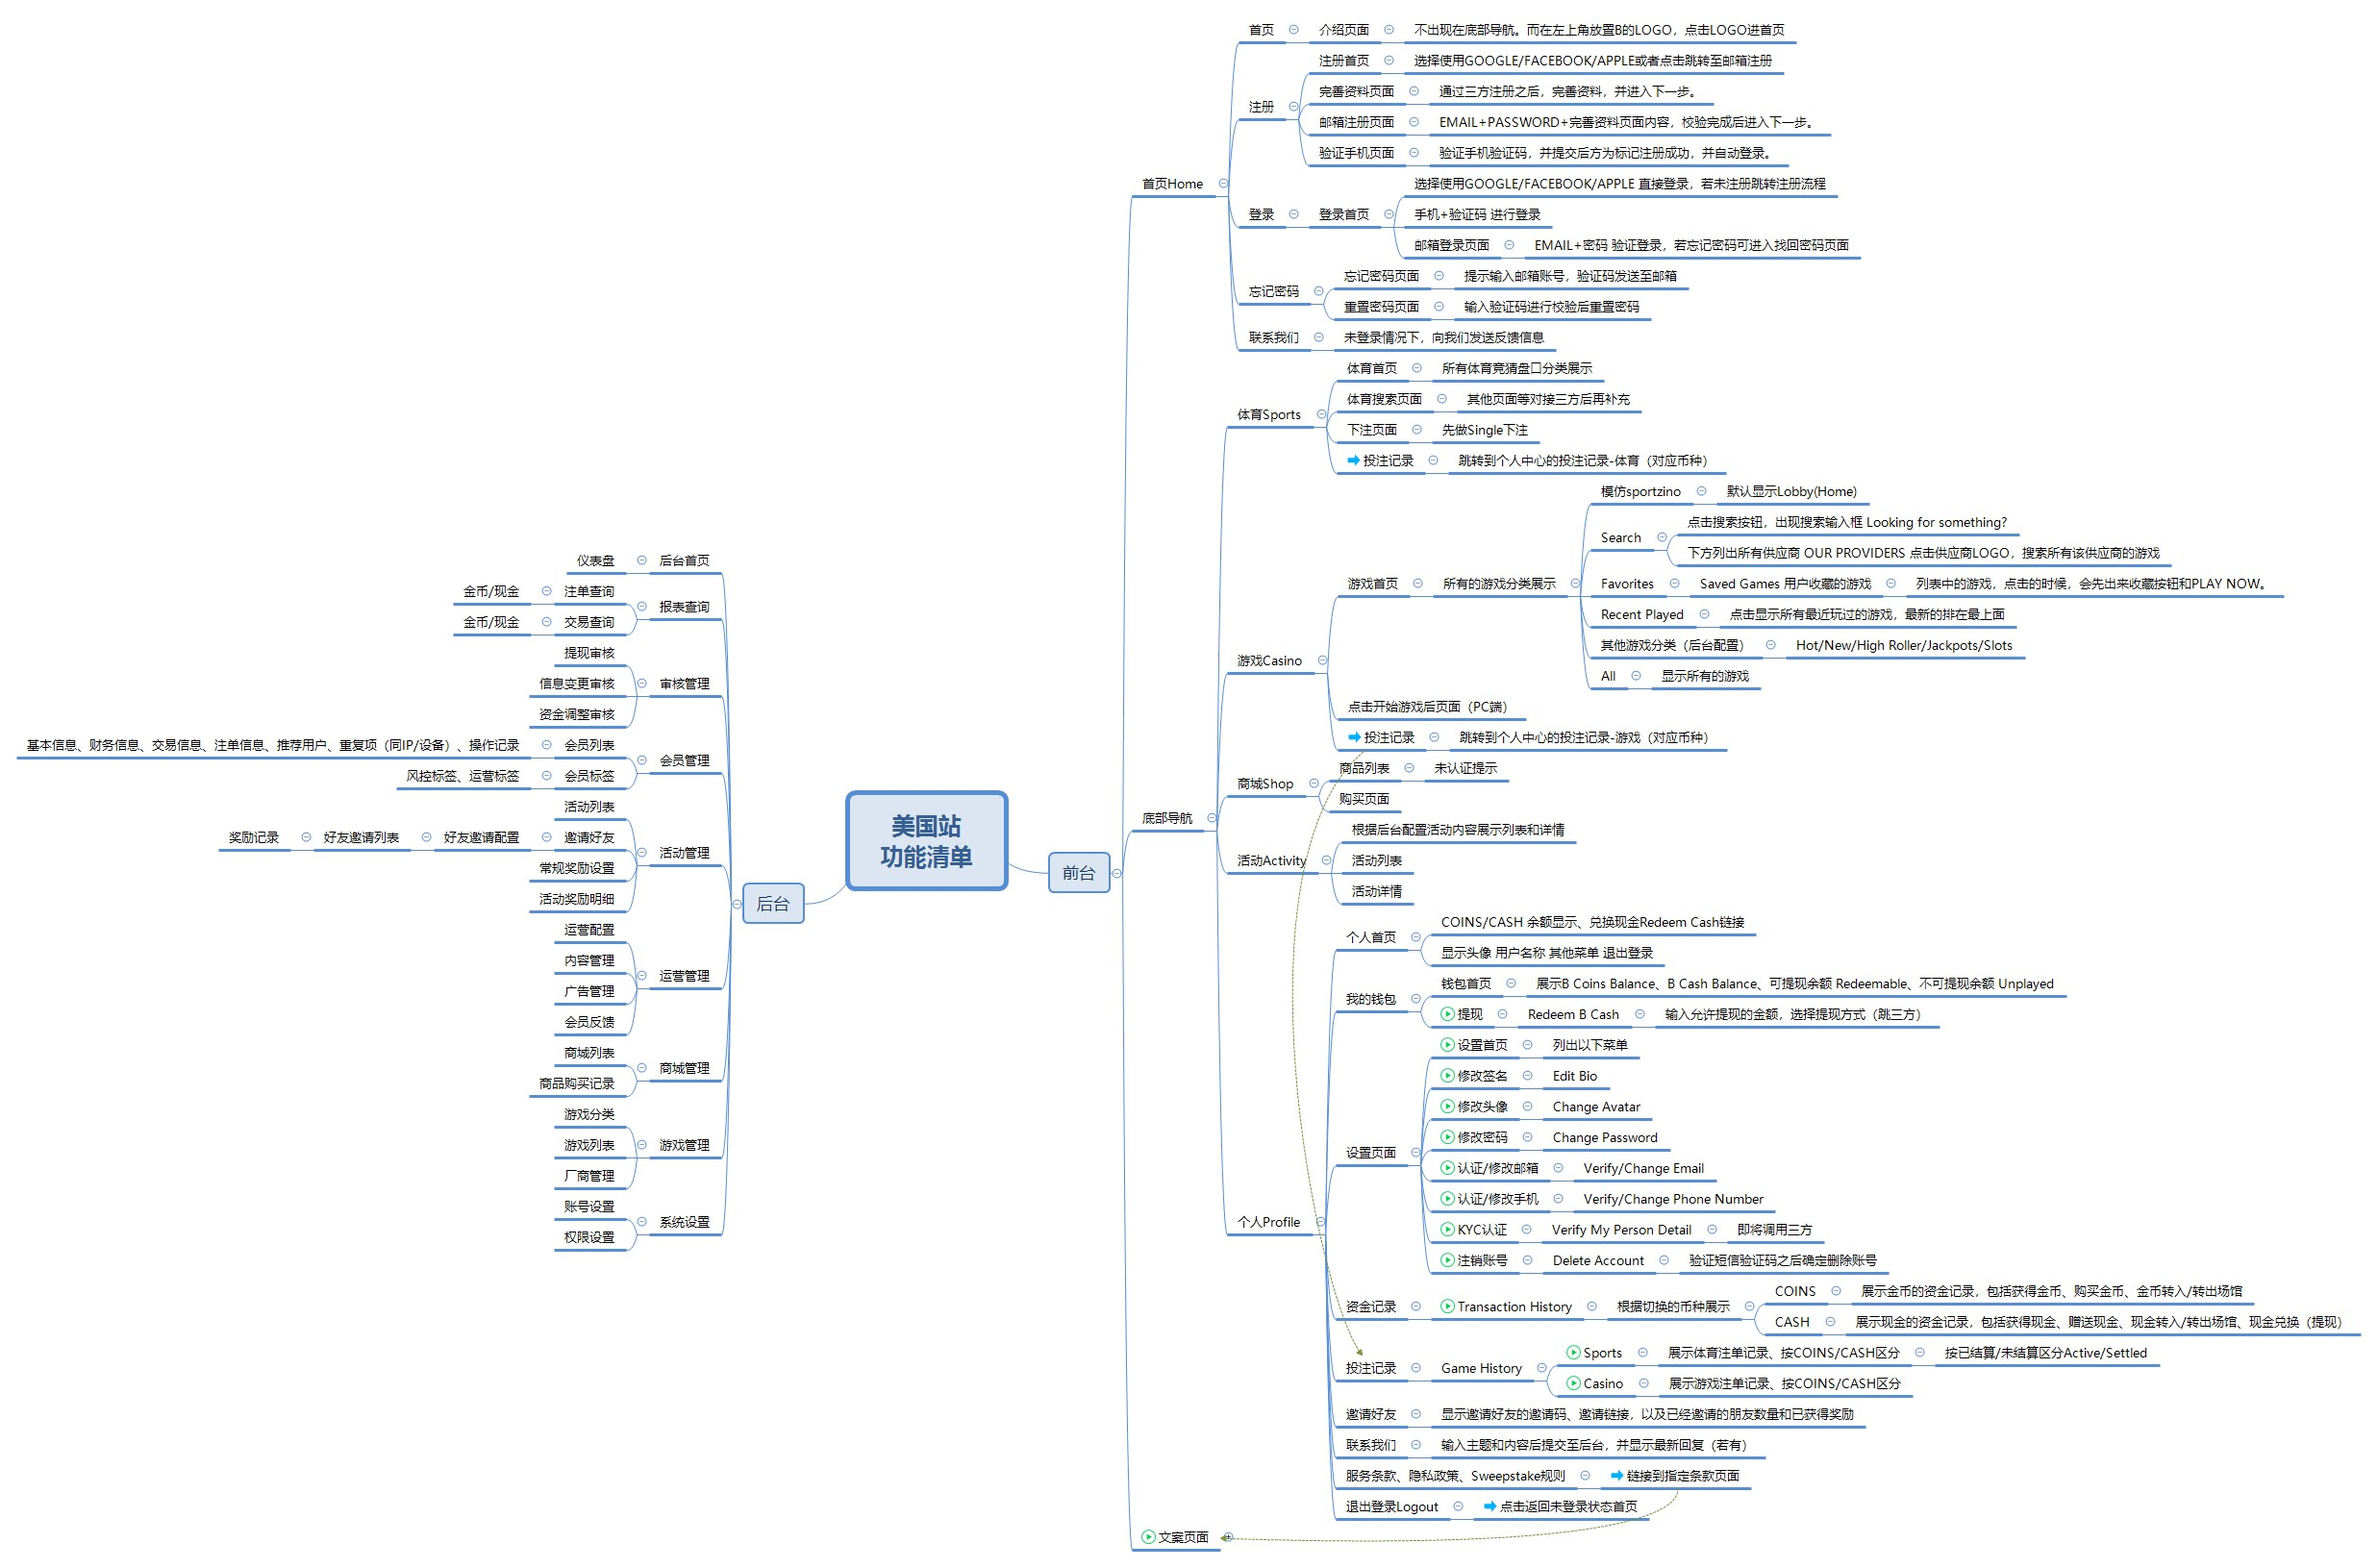 美国站
功能清单
前台
首页Home
首页
介绍页面
不出现在底部导航。而在左上角放置B的LOGO，点击LOGO进首页
注册
注册首页
选择使用GOOGLE/FACEBOOK/APPLE或者点击跳转至邮箱注册
完善资料页面
通过三方注册之后，完善资料，并进入下一步。
邮箱注册页面
EMAIL+PASSWORD+完善资料页面内容，校验完成后进入下一步。
验证手机页面
验证手机验证码，并提交后方为标记注册成功，并自动登录。
登录
登录首页
选择使用GOOGLE/FACEBOOK/APPLE 直接登录，若未注册跳转注册流程
手机+验证码 进行登录
邮箱登录页面
EMAIL+密码 验证登录，若忘记密码可进入找回密码页面
忘记密码
忘记密码页面
提示输入邮箱账号，验证码发送至邮箱
重置密码页面
输入验证码进行校验后重置密码
联系我们
未登录情况下，向我们发送反馈信息
底部导航
体育Sports
体育首页
所有体育竞猜盘口分类展示
体育搜索页面
其他页面等对接三方后再补充
下注页面
先做Single下注
投注记录
跳转到个人中心的投注记录-体育（对应币种）
游戏Casino
游戏首页
所有的游戏分类展示
模仿sportzino
默认显示Lobby(Home)
Search
点击搜索按钮，出现搜索输入框 Looking for something?
下方列出所有供应商 OUR PROVIDERS 点击供应商LOGO，搜索所有该供应商的游戏
Favorites
Saved Games 用户收藏的游戏
列表中的游戏，点击的时候，会先出来收藏按钮和PLAY NOW。
Recent Played
点击显示所有最近玩过的游戏，最新的排在最上面
其他游戏分类（后台配置）
Hot/New/High Roller/Jackpots/Slots
All
显示所有的游戏
点击开始游戏后页面（PC端）
投注记录
跳转到个人中心的投注记录-游戏（对应币种）
商城Shop
商品列表
未认证提示
购买页面
活动Activity
根据后台配置活动内容展示列表和详情
活动列表
活动详情
个人Profile
个人首页
COINS/CASH 余额显示、兑换现金Redeem Cash链接
显示头像 用户名称 其他菜单 退出登录
我的钱包
钱包首页
展示B Coins Balance、B Cash Balance、可提现余额 Redeemable、不可提现余额 Unplayed
提现
Redeem B Cash
输入允许提现的金额，选择提现方式（跳三方）
设置页面
设置首页
列出以下菜单
修改签名
Edit Bio
修改头像
Change Avatar
修改密码
Change Password
认证/修改邮箱
Verify/Change Email
认证/修改手机
Verify/Change Phone Number
KYC认证
Verify My Person Detail
即将调用三方
注销账号
Delete Account
验证短信验证码之后确定删除账号
资金记录
Transaction History
根据切换的币种展示
COINS
展示金币的资金记录，包括获得金币、购买金币、金币转入/转出场馆
CASH
展示现金的资金记录，包括获得现金、赠送现金、现金转入/转出场馆、现金兑换（提现）
投注记录
Game History
Sports
展示体育注单记录、按COINS/CASH区分
按已结算/未结算区分Active/Settled
Casino
展示游戏注单记录、按COINS/CASH区分
邀请好友
显示邀请好友的邀请码、邀请链接，以及已经邀请的朋友数量和已获得奖励
联系我们
输入主题和内容后提交至后台，并显示最新回复（若有）
服务条款、隐私政策、Sweepstake规则
链接到指定条款页面
退出登录Logout
点击返回未登录状态首页
文案页面
后台
后台首页
仪表盘
报表查询
注单查询
金币/现金
交易查询
金币/现金
审核管理
提现审核
信息变更审核
资金调整审核
会员管理
会员列表
基本信息、财务信息、交易信息、注单信息、推荐用户、重复项（同IP/设备）、操作记录
会员标签
风控标签、运营标签
活动管理
活动列表
邀请好友
好友邀请配置
好友邀请列表
奖励记录
常规奖励设置
活动奖励明细
运营管理
运营配置
内容管理
广告管理
会员反馈
商城管理
商城列表
商品购买记录
游戏管理
游戏分类
游戏列表
厂商管理
系统设置
账号设置
权限设置